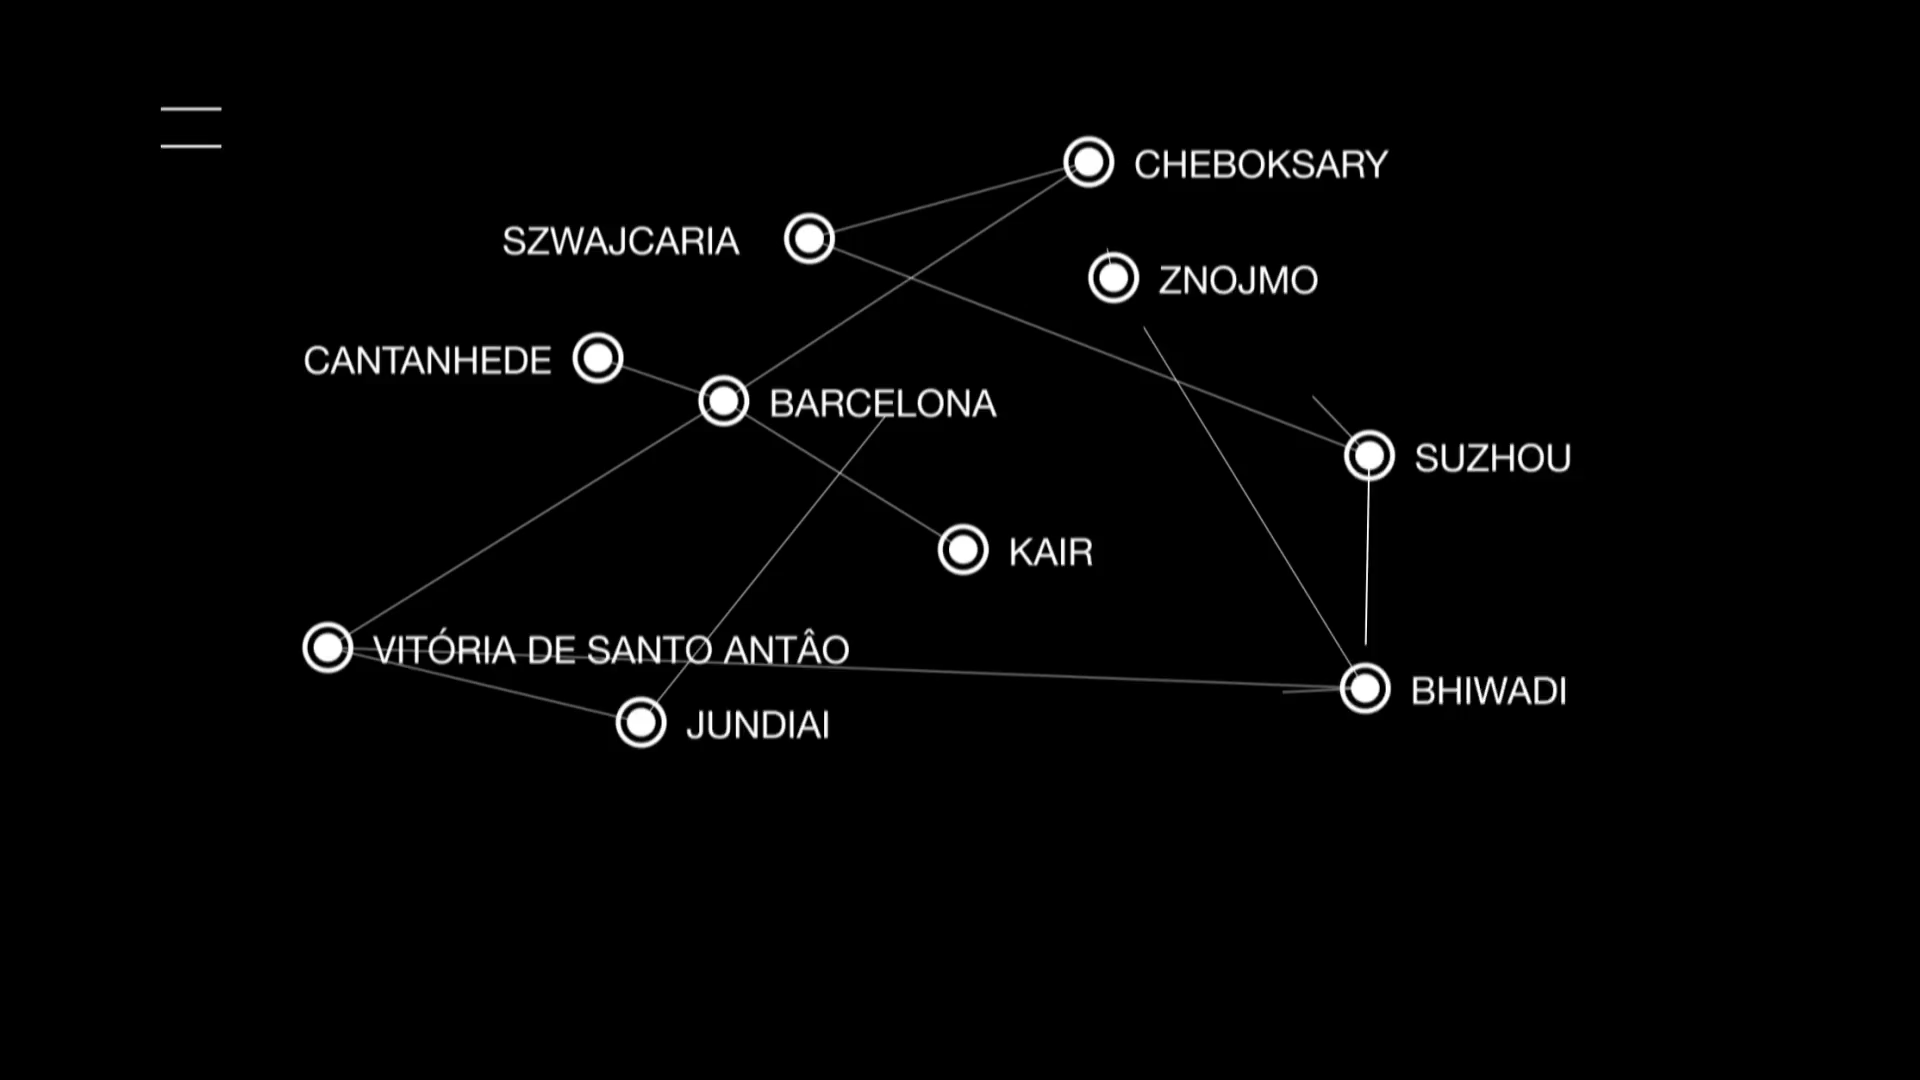 CHEBOKSARY
SZWAJCARIA
ZNOJMO
CANTANHEDE
BARCELONA
SUZHOU
KAIR
VITÓRIA DE SANTO ANTÂO
BHIWADI
JUNDIAI